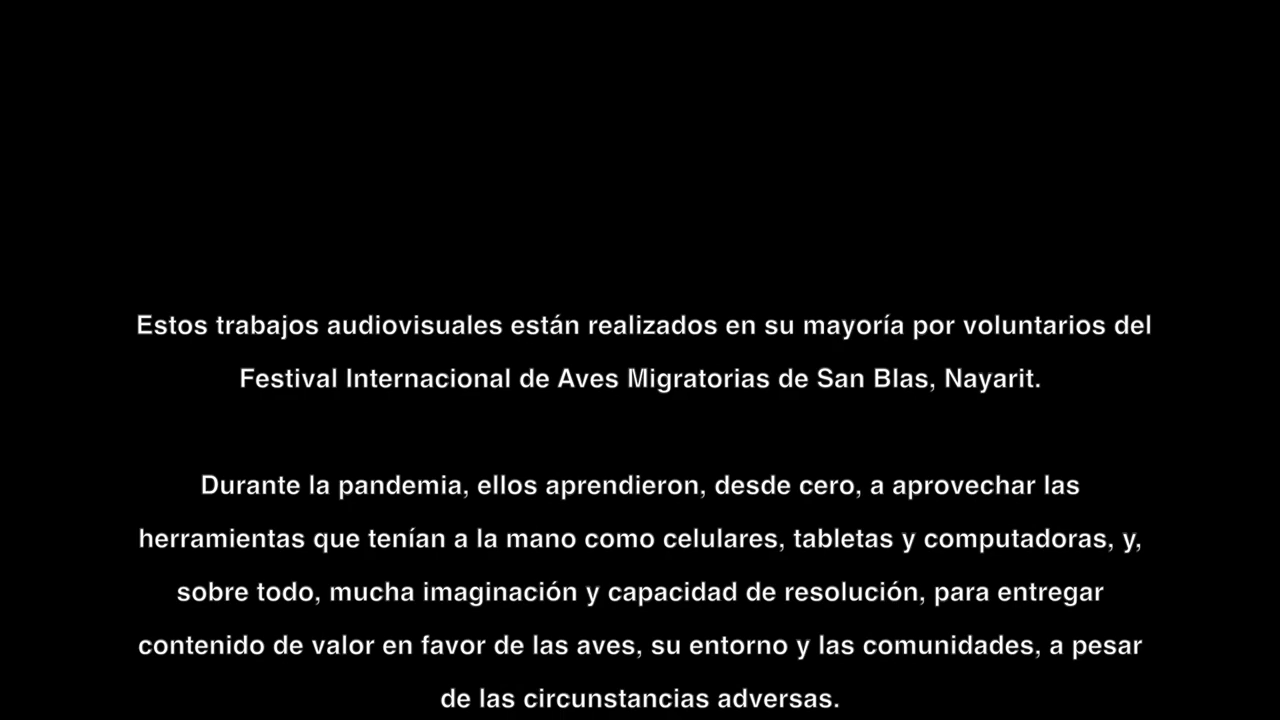 Estos trabajos audiovisuales están realizados en su mayoría por voluntarios del
Festival Internacional de Aves Migratorias de San Blas, Nayarit.
Durante la pandemia, ellos aprendieron, desde cero, a aprovechar las
herramientas que tenían a la mano como celulares, tabletas y computadoras, y,
sobre todo, mucha imaginación y capacidad de resolución, para entregar
contenido de valor en favor de las aves, su entorno y las comunidades, a pesar
de las circunstancias adversas.